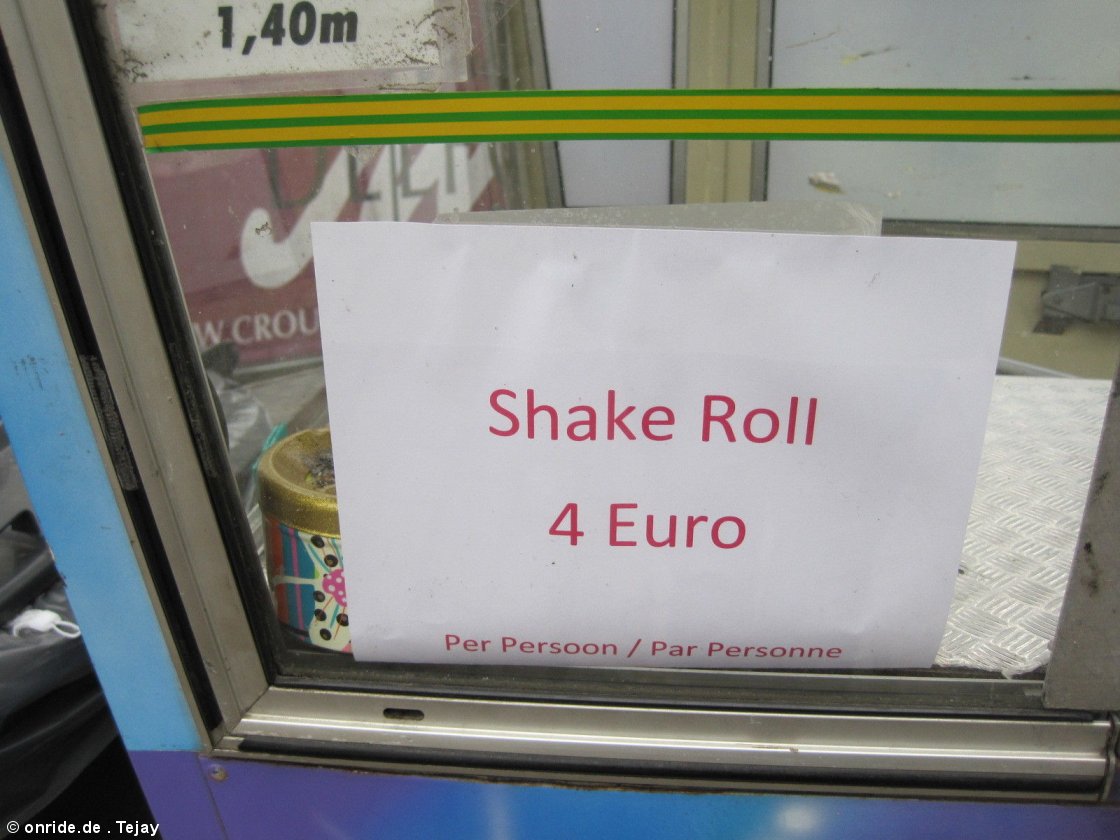 1,40m
W.CROU
Shake Roll
4 Euro
Per Persoon / Par Personne
© onride.de . Tejay